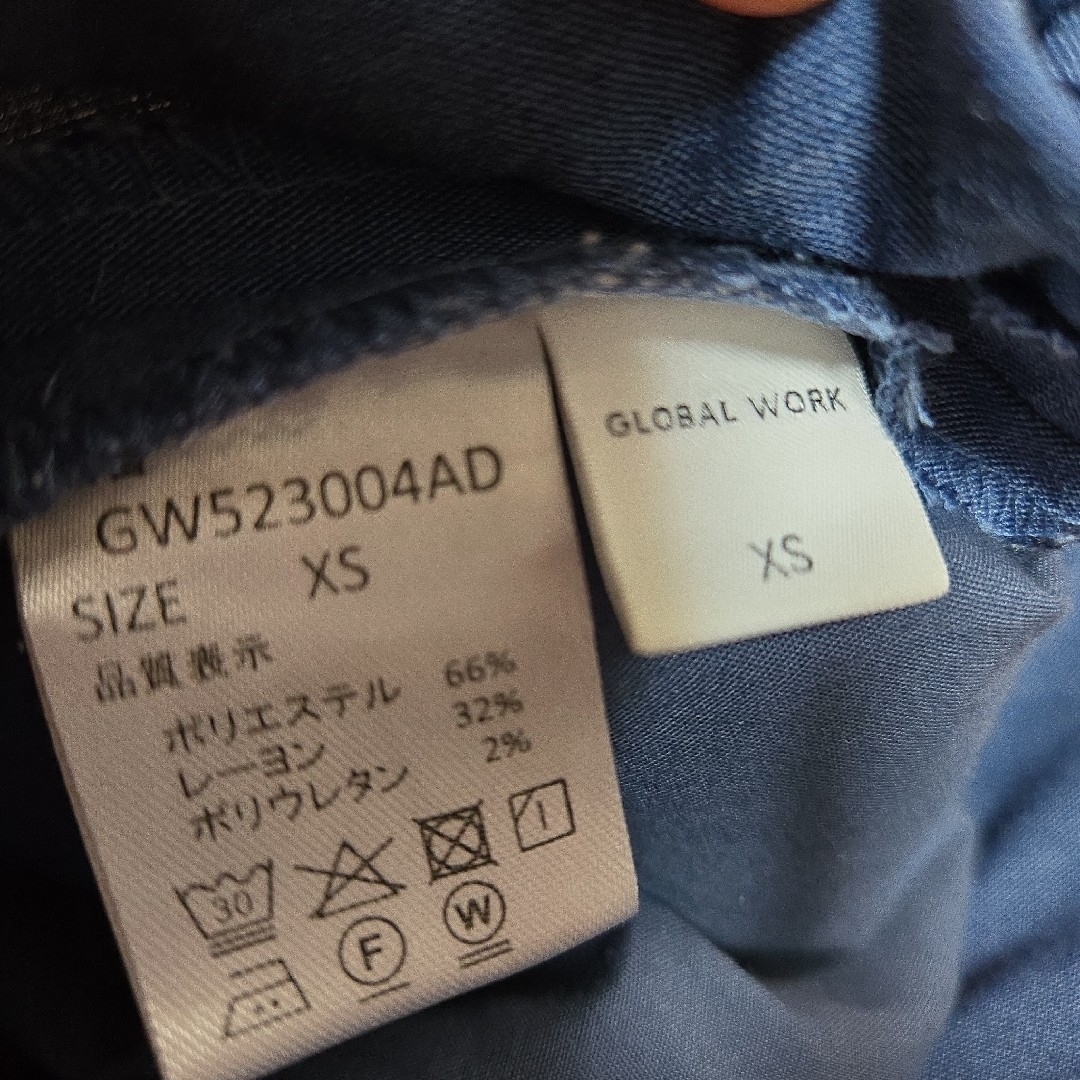 GW523004AD
SIZE XS
品質表示
ポリエステル 66%
レーヨン 32%
ポリウレタン 2%
30
F
W
GLOBAL WORK
XS